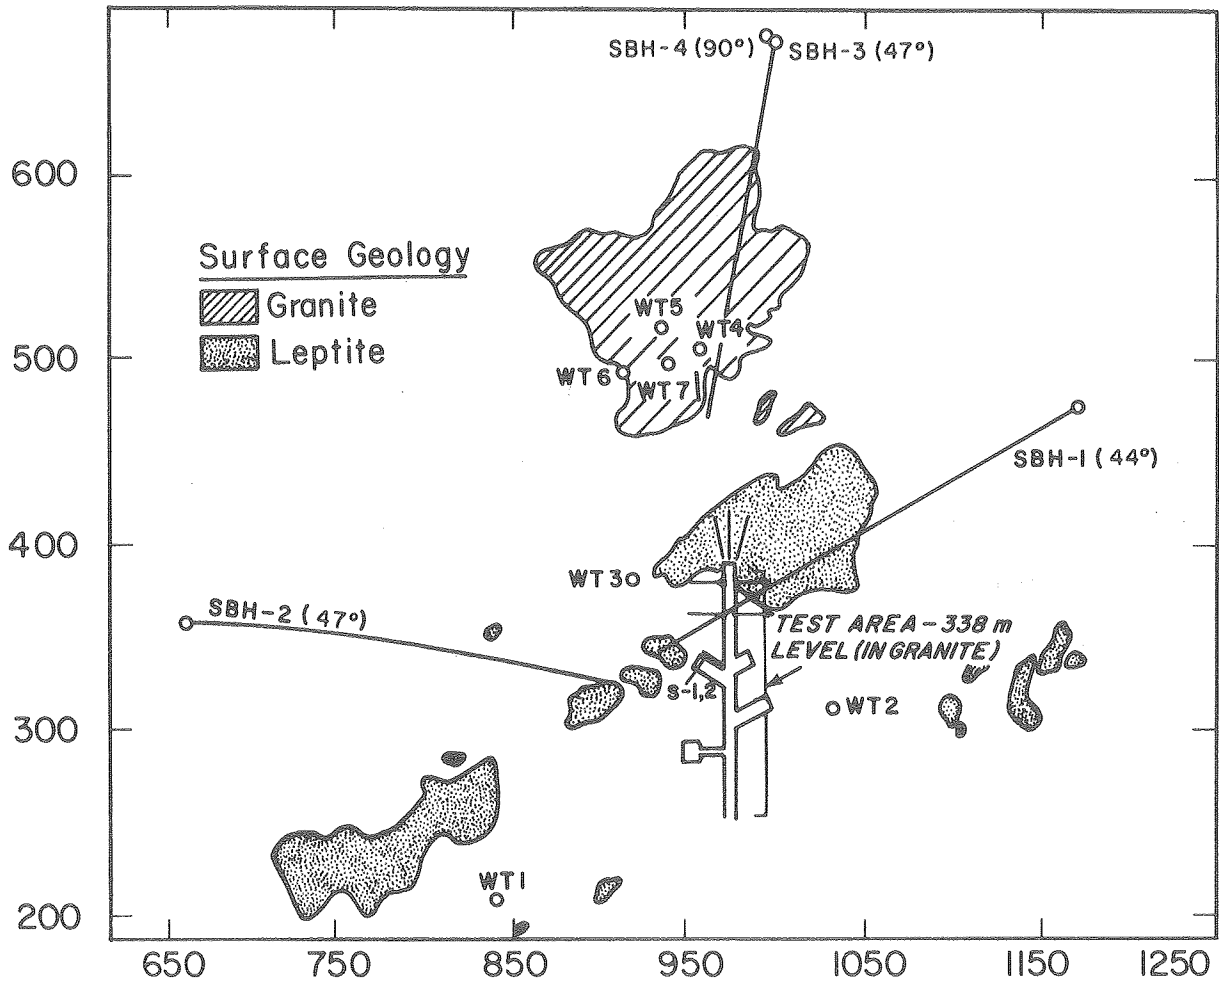 SBH-4 (90°)
SBH-3 (47°)
600
Surface Geology
Granite
Leptite
WT5
WT4
500
WT6
WT7
SBH-1 (44°)
400
WT3
SBH-2 (47°)
TEST AREA - 338 m
LEVEL (IN GRANITE)
S-1,2
WT2
300
WT1
200
650 750 850 950 1050 1150 1250